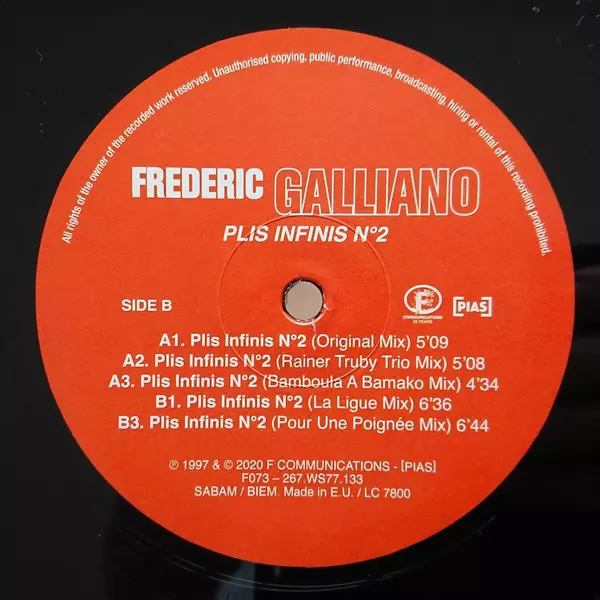 All rights of the owner of the recorded work reserved. Unauthorised copying, public performance, broadcasting, hiring or rental of this recording prohibited.
FREDERIC GALLIANO
PLIS INFINIS N°2
SIDE B
F
COMMUNICATIONS
25 YEARS
[PIAS]
A1. Plis Infinis N°2 (Original Mix) 5'09
A2. Plis Infinis N°2 (Rainer Truby Trio Mix) 5'08
A3. Plis Infinis N°2 (Bamboula A Bamako Mix) 4'34
B1. Plis Infinis N°2 (La Ligue Mix) 6'36
B3. Plis Infinis N°2 (Pour Une Poignée Mix) 6'44
℗ 1997 & © 2020 F COMMUNICATIONS - [PIAS]
F073 – 267.WS77.133
SABAM / BIEM. Made in E.U. / LC 7800